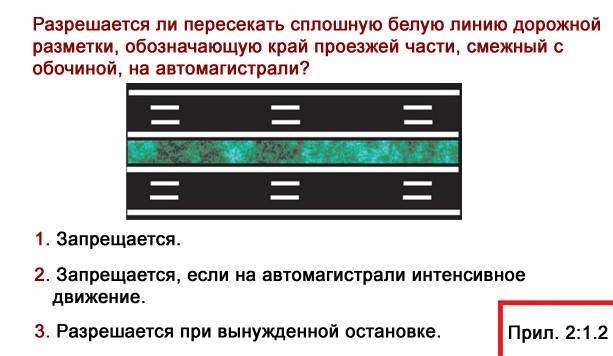 Разрешается ли пересекать сплошную белую линию дорожной
разметки, обозначающую край проезжей части, смежный с
обочиной, на автомагистрали?
1. Запрещается.
2. Запрещается, если на автомагистрали интенсивное
движение.
3. Разрешается при вынужденной остановке.
Прил. 2:1.2